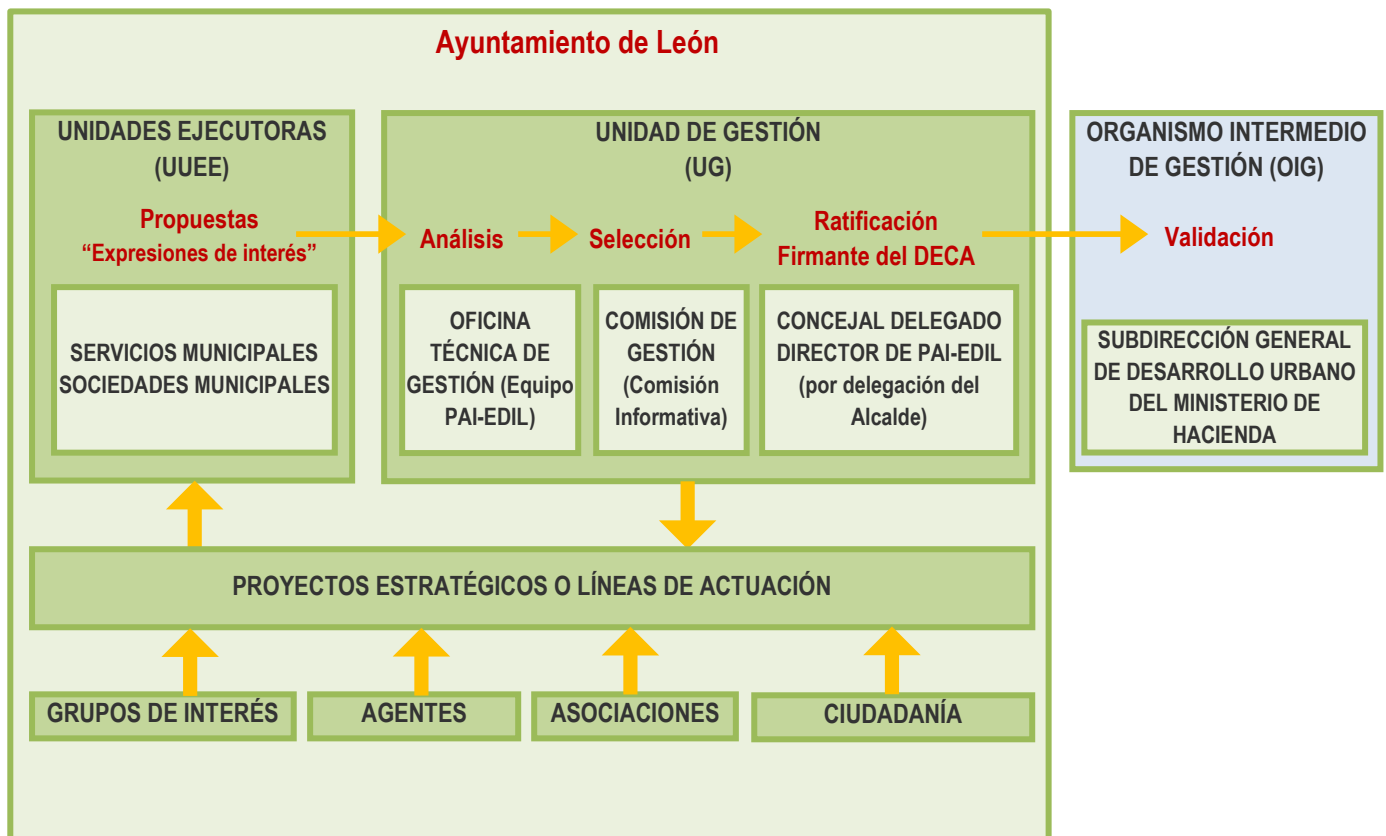 Ayuntamiento de León
UNIDADES EJECUTORAS
(UUEE)
Propuestas
“Expresiones de interés”
SERVICIOS MUNICIPALES
SOCIEDADES MUNICIPALES
UNIDAD DE GESTIÓN
(UG)
Análisis
Selección
Ratificación
Firmante del DECA
OFICINA
TÉCNICA DE
GESTIÓN (Equipo
PAI-EDIL)
COMISIÓN DE
GESTIÓN
(Comisión
Informativa)
CONCEJAL DELEGADO
DIRECTOR DE PAI-EDIL
(por delegación del
Alcalde)
ORGANISMO INTERMEDIO
DE GESTIÓN (OIG)
Validación
SUBDIRECCIÓN GENERAL
DE DESARROLLO URBANO
DEL MINISTERIO DE
HACIENDA
PROYECTOS ESTRATÉGICOS O LÍNEAS DE ACTUACIÓN
GRUPOS DE INTERÉS
AGENTES
ASOCIACIONES
CIUDADANÍA